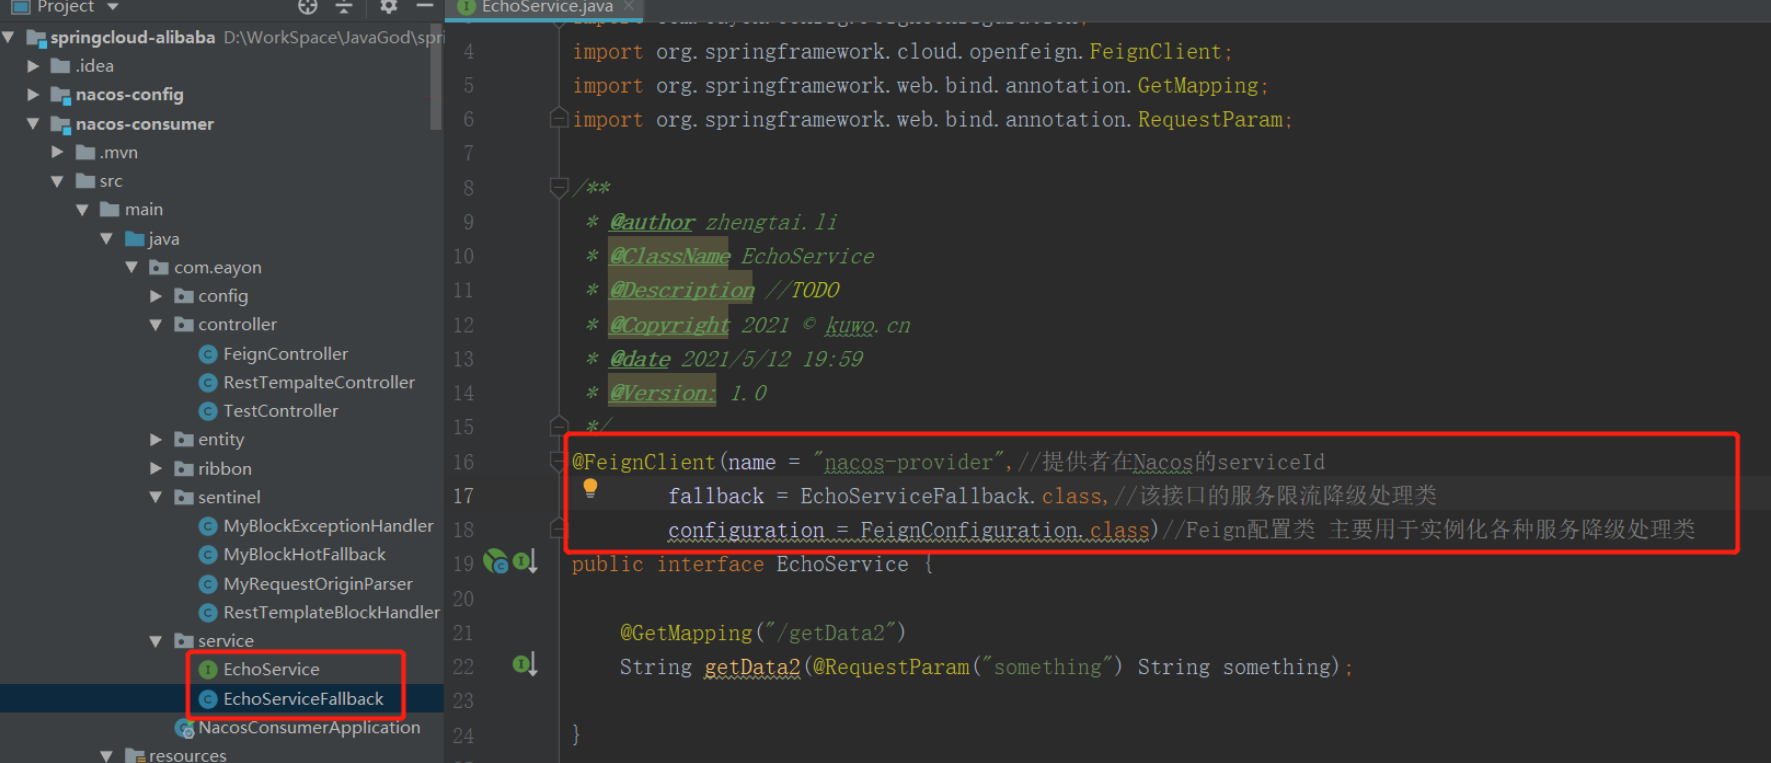 Project
springcloud-alibaba D:\WorkSpace\JavaGod\spri
.idea
nacos-config
nacos-consumer
.mvn
src
main
java
com.eayon
config
controller
FeignController
RestTempalteController
TestController
entity
ribbon
sentinel
MyBlockExceptionHandler
MyBlockHotFallback
MyRequestOriginParser
RestTemplateBlockHandler
service
EchoService
EchoServiceFallback
NacosConsumerApplication
resources
EchoService.java
import com.eayon.config.FeignConfiguration;
4 import org.springframework.cloud.openfeign.FeignClient;
5 import org.springframework.web.bind.annotation.GetMapping;
6 import org.springframework.web.bind.annotation.RequestParam;
7
8 /**
9 * @author zhengtai.li
10 * @ClassName EchoService
11 * @Description //TODO
12 * @Copyright 2021 © kuwo.cn
13 * @date 2021/5/12 19:59
14 * @Version: 1.0
15 */
16 @FeignClient(name = "nacos-provider",//提供者在Nacos的serviceId
17 fallback = EchoServiceFallback.class,//该接口的服务限流降级处理类
18 configuration = FeignConfiguration.class)//Feign配置类 主要用于实例化各种服务降级处理类
19 public interface EchoService {
20
21 @GetMapping("/getData2")
22 String getData2(@RequestParam("something") String something);
23
24 }